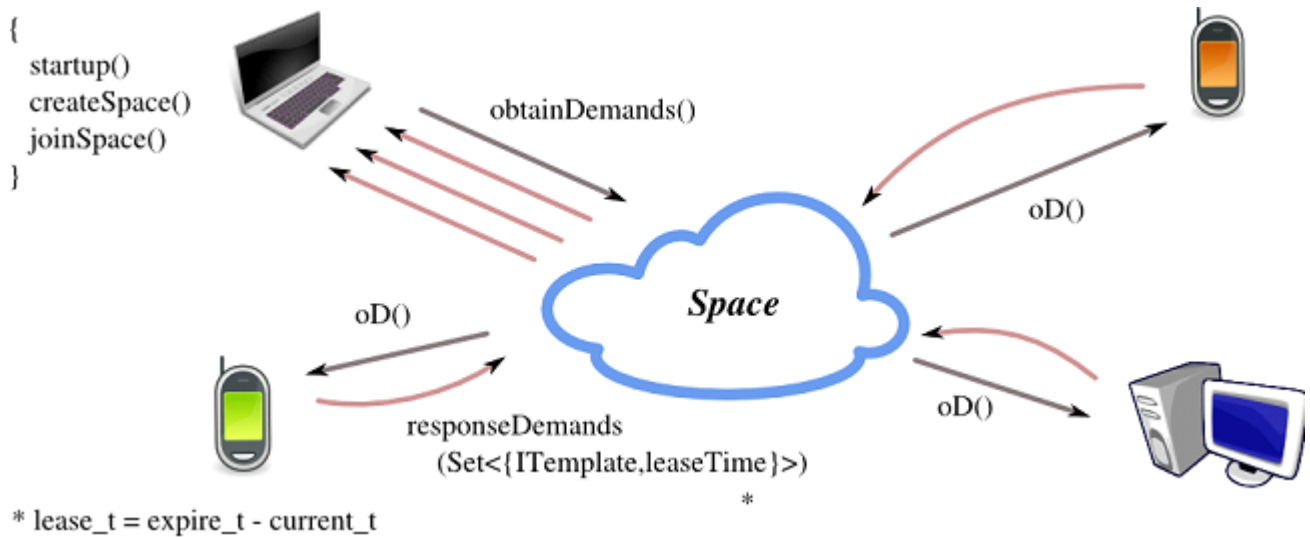 {
startup()
createSpace()
joinSpace()
}
obtainDemands()
oD()
Space
oD()
oD()
responseDemands
(Set<{ITemplate,leaseTime}>)
*
* lease_t = expire_t - current_t